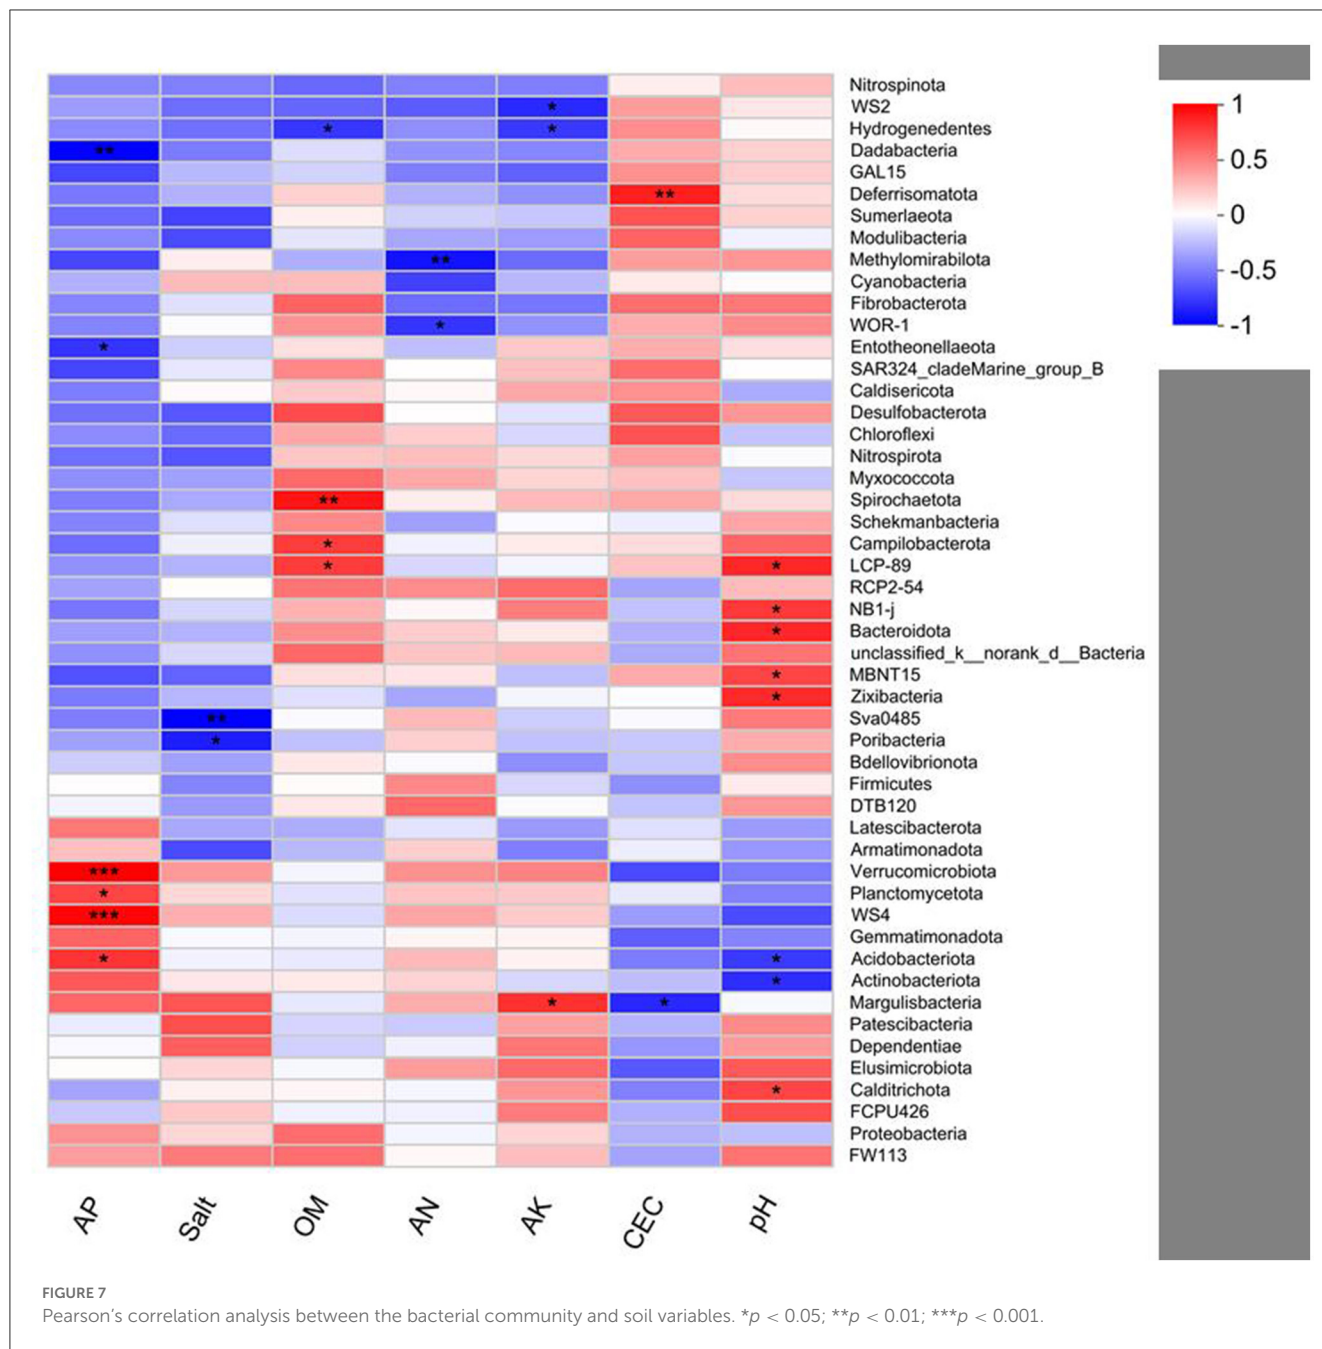 Nitrospinota
** WS2
* * Hydrogenedentes
** Dadabacteria
GAL15
** Deferrisomatota
Sumerlaeota
Modulibacteria
** Methylomirabilota
Cyanobacteria
Fibrobacterota
* WOR-1
* Entotheonellaeota
SAR324_cladeMarine_group_B
Caldisericota
Desulfobacterota
Chloroflexi
Nitrospirota
Myxococcota
** Spirochaetota
Schekmanbacteria
* Campilobacterota
* * LCP-89
RCP2-54
* NB1-j
* Bacteroidota
unclassified_k__norank_d__Bacteria
* MBNT15
* Zixibacteria
** Sva0485
* Poribacteria
Bdellovibrionota
Firmicutes
DTB120
Latescibacterota
Armatimonadota
*** Verrucomicrobiota
* Planctomycetota
*** WS4
Gemmatimonadota
* * Acidobacteriota
* Actinobacteriota
* * Margulisbacteria
Patescibacteria
Dependentiae
Elusimicrobiota
* Calditrichota
FCPU426
Proteobacteria
FW113
1
0.5
0
-0.5
-1
AP Salt OM AN AK CEC pH
FIGURE 7
Pearson's correlation analysis between the bacterial community and soil variables. *p < 0.05; **p < 0.01; ***p < 0.001.